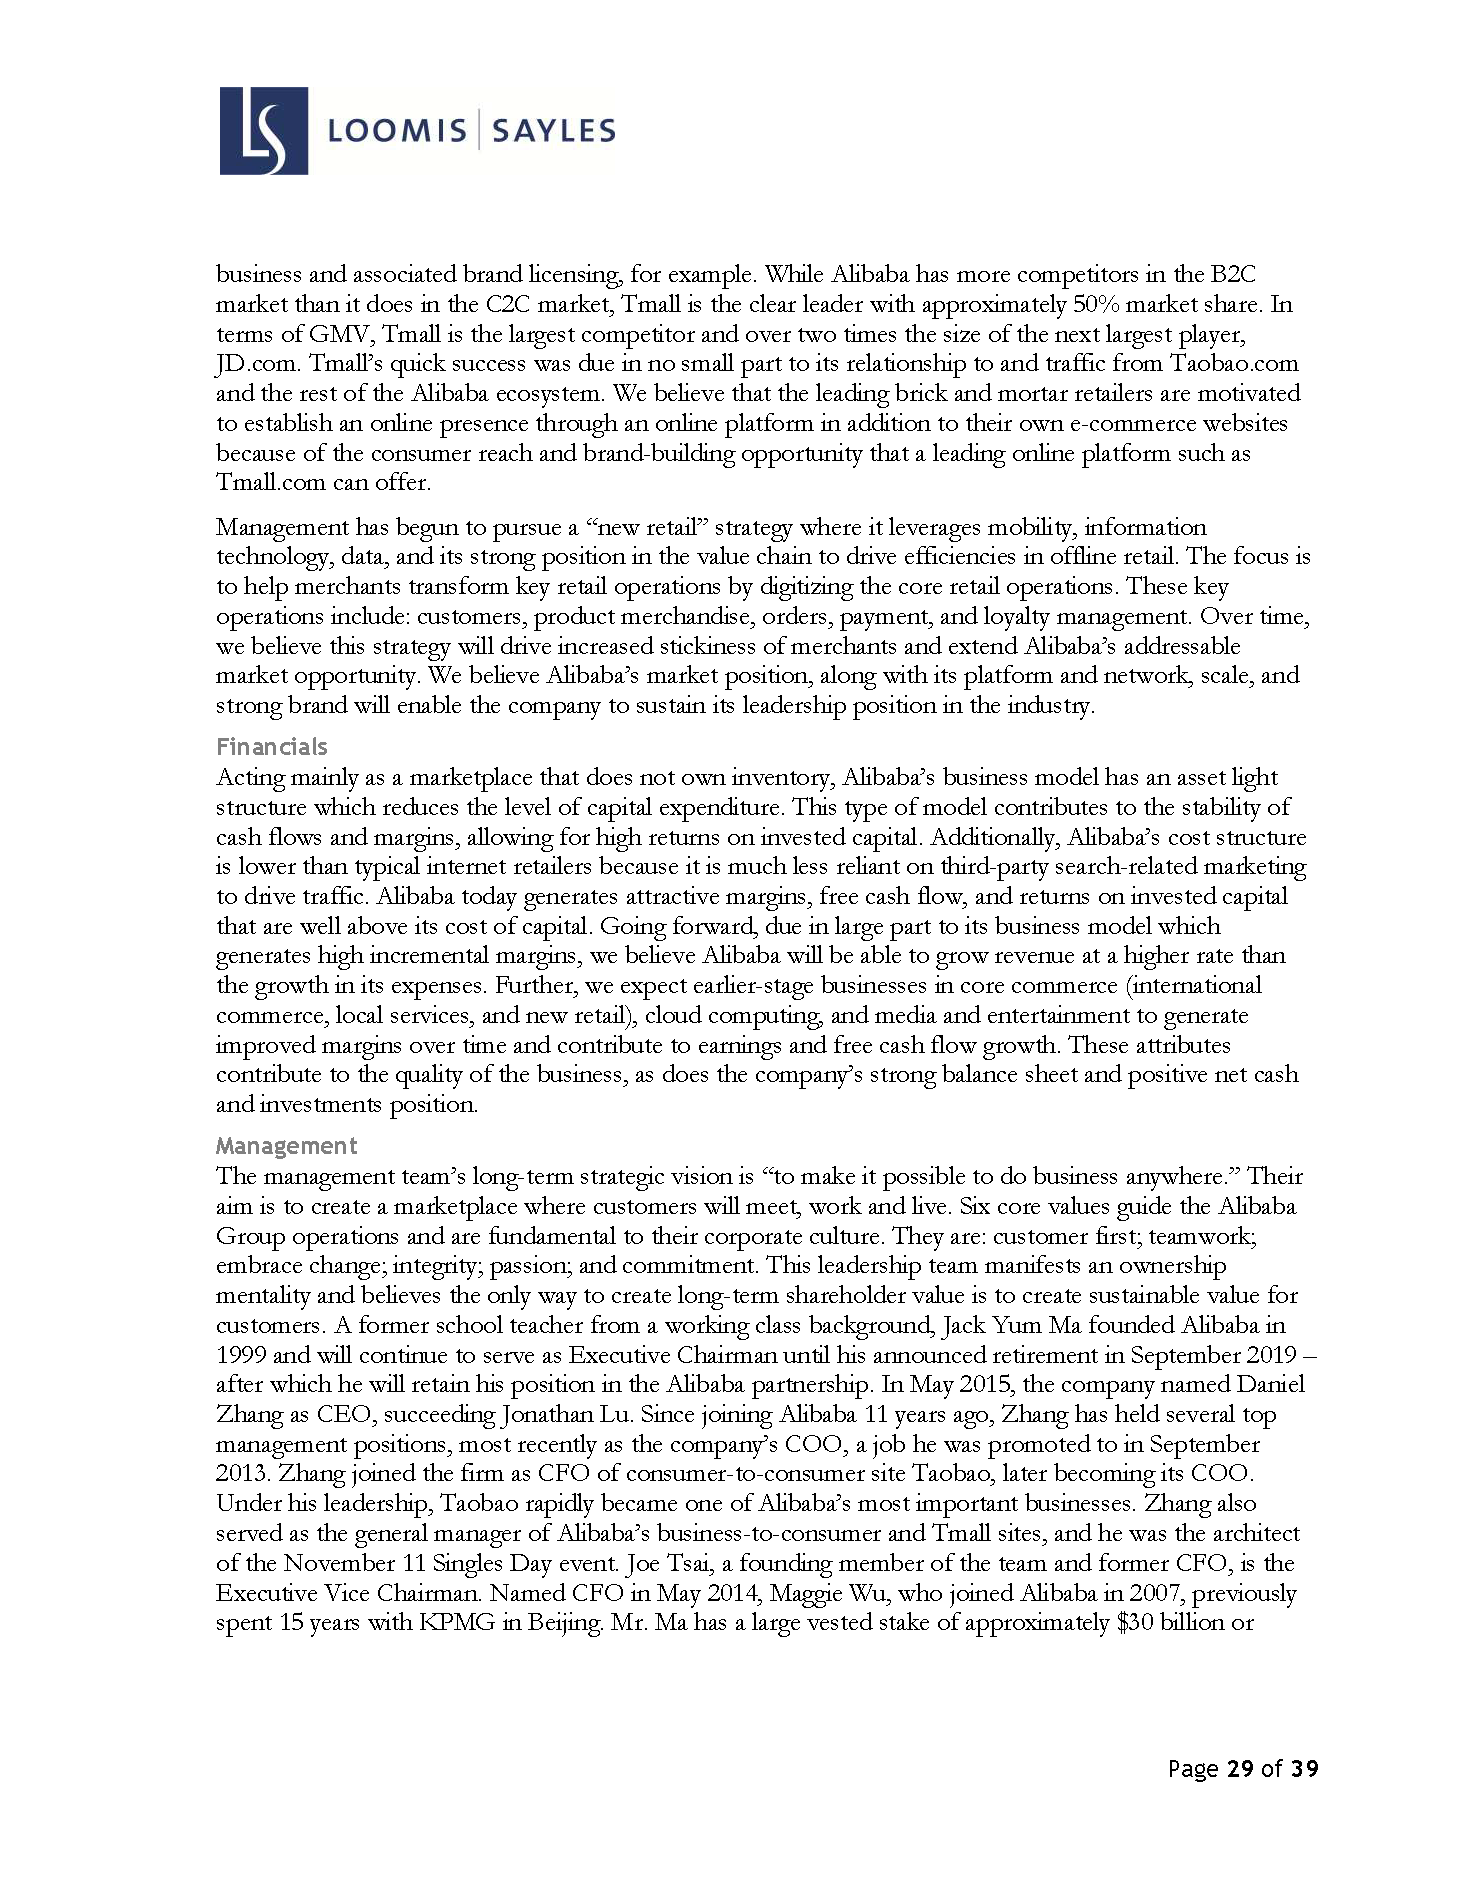 LS LOOMIS | SAYLES
business and associated brand licensing, for example. While Alibaba has more competitors in the B2C
market than it does in the C2C market, Tmall is the clear leader with approximately 50% market share. In
terms of GMV, Tmall is the largest competitor and over two times the size of the next largest player,
JD.com. Tmall’s quick success was due in no small part to its relationship to and traffic from Taobao.com
and the rest of the Alibaba ecosystem. We believe that the leading brick and mortar retailers are motivated
to establish an online presence through an online platform in addition to their own e-commerce websites
because of the consumer reach and brand-building opportunity that a leading online platform such as
Tmall.com can offer.
Management has begun to pursue a “new retail” strategy where it leverages mobility, information
technology, data, and its strong position in the value chain to drive efficiencies in offline retail. The focus is
to help merchants transform key retail operations by digitizing the core retail operations. These key
operations include: customers, product merchandise, orders, payment, and loyalty management. Over time,
we believe this strategy will drive increased stickiness of merchants and extend Alibaba’s addressable
market opportunity. We believe Alibaba’s market position, along with its platform and network, scale, and
strong brand will enable the company to sustain its leadership position in the industry.
Financials
Acting mainly as a marketplace that does not own inventory, Alibaba’s business model has an asset light
structure which reduces the level of capital expenditure. This type of model contributes to the stability of
cash flows and margins, allowing for high returns on invested capital. Additionally, Alibaba’s cost structure
is lower than typical internet retailers because it is much less reliant on third-party search-related marketing
to drive traffic. Alibaba today generates attractive margins, free cash flow, and returns on invested capital
that are well above its cost of capital. Going forward, due in large part to its business model which
generates high incremental margins, we believe Alibaba will be able to grow revenue at a higher rate than
the growth in its expenses. Further, we expect earlier-stage businesses in core commerce (international
commerce, local services, and new retail), cloud computing, and media and entertainment to generate
improved margins over time and contribute to earnings and free cash flow growth. These attributes
contribute to the quality of the business, as does the company’s strong balance sheet and positive net cash
and investments position.
Management
The management team’s long-term strategic vision is “to make it possible to do business anywhere.” Their
aim is to create a marketplace where customers will meet, work and live. Six core values guide the Alibaba
Group operations and are fundamental to their corporate culture. They are: customer first; teamwork;
embrace change; integrity; passion; and commitment. This leadership team manifests an ownership
mentality and believes the only way to create long-term shareholder value is to create sustainable value for
customers. A former school teacher from a working class background, Jack Yum Ma founded Alibaba in
1999 and will continue to serve as Executive Chairman until his announced retirement in September 2019 –
after which he will retain his position in the Alibaba partnership. In May 2015, the company named Daniel
Zhang as CEO, succeeding Jonathan Lu. Since joining Alibaba 11 years ago, Zhang has held several top
management positions, most recently as the company’s COO, a job he was promoted to in September
2013. Zhang joined the firm as CFO of consumer-to-consumer site Taobao, later becoming its COO.
Under his leadership, Taobao rapidly became one of Alibaba’s most important businesses. Zhang also
served as the general manager of Alibaba’s business-to-consumer and Tmall sites, and he was the architect
of the November 11 Singles Day event. Joe Tsai, a founding member of the team and former CFO, is the
Executive Vice Chairman. Named CFO in May 2014, Maggie Wu, who joined Alibaba in 2007, previously
spent 15 years with KPMG in Beijing. Mr. Ma has a large vested stake of approximately $30 billion or
Page 29 of 39